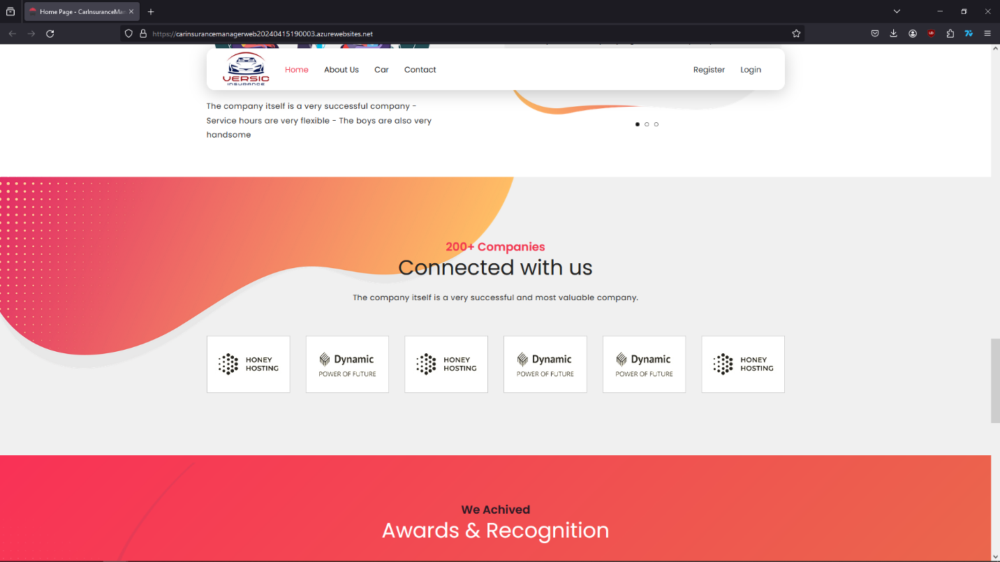 Home Page - CarInsuranceMan
https://carinsurancemanagerweb20240415190003.azurewebsites.net
VERSIC
INSURANCE
Home
About Us
Car
Contact
Register
Login
The company itself is a very successful company -
Service hours are very flexible - The boys are also very
handsome
200+ Companies
Connected with us
The company itself is a very successful and most valuable company.
HONEY
HOSTING
Dynamic
POWER OF FUTURE
HONEY
HOSTING
Dynamic
POWER OF FUTURE
Dynamic
POWER OF FUTURE
HONEY
HOSTING
We Achived
Awards & Recognition